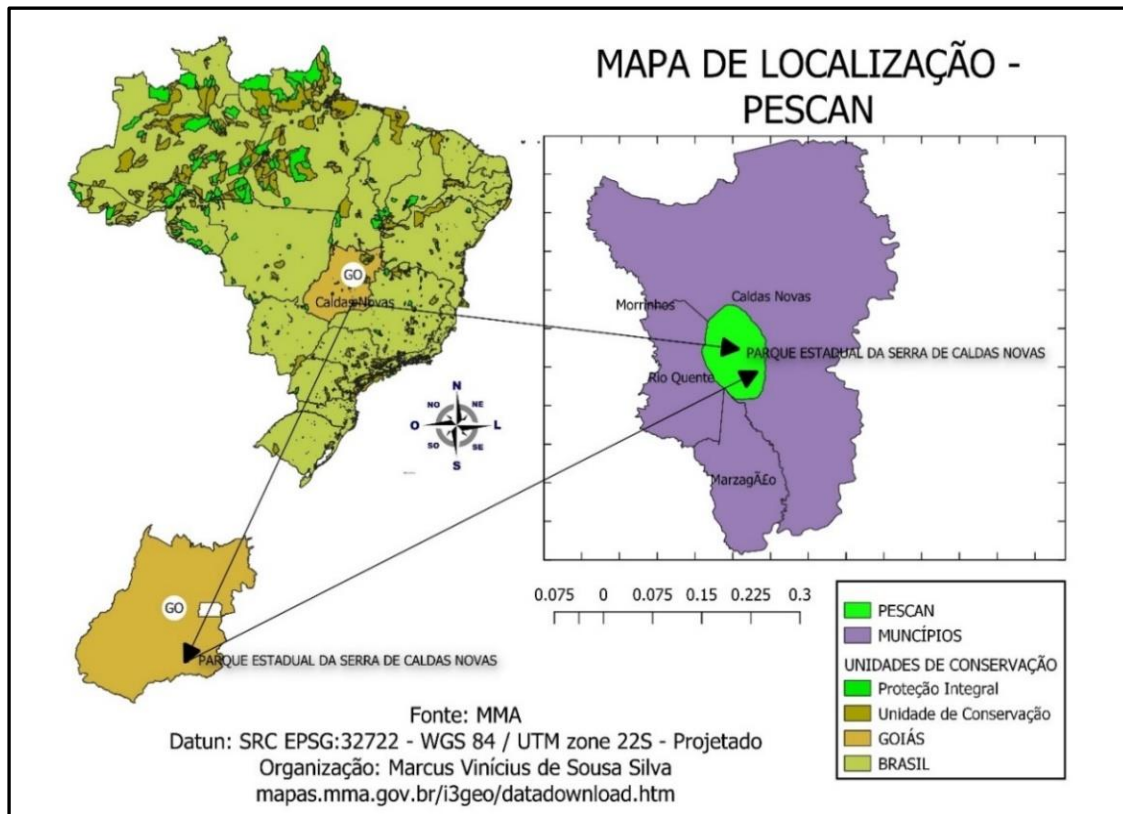 MAPA DE LOCALIZAÇÃO -
PESCAN
GO
Caldas Novas
Morrinhos
Caldas Novas
PARQUE ESTADUAL DA SERRA DE CALDAS NOVAS
Rio Quente
MarzagÃ£o
N
NO
NE
O
L
SO
SE
S
GO
PARQUE ESTADUAL DA SERRA DE CALDAS NOVAS
0.075 0 0.075 0.15 0.225 0.3
PESCAN
MUNCÍPIOS
UNIDADES DE CONSERVAÇÃO
Proteção Integral
Unidade de Conservação
GOIÁS
BRASIL
Fonte: MMA
Datun: SRC EPSG:32722 - WGS 84 / UTM zone 22S - Projetado
Organização: Marcus Vinícius de Sousa Silva
mapas.mma.gov.br/i3geo/datadownload.htm